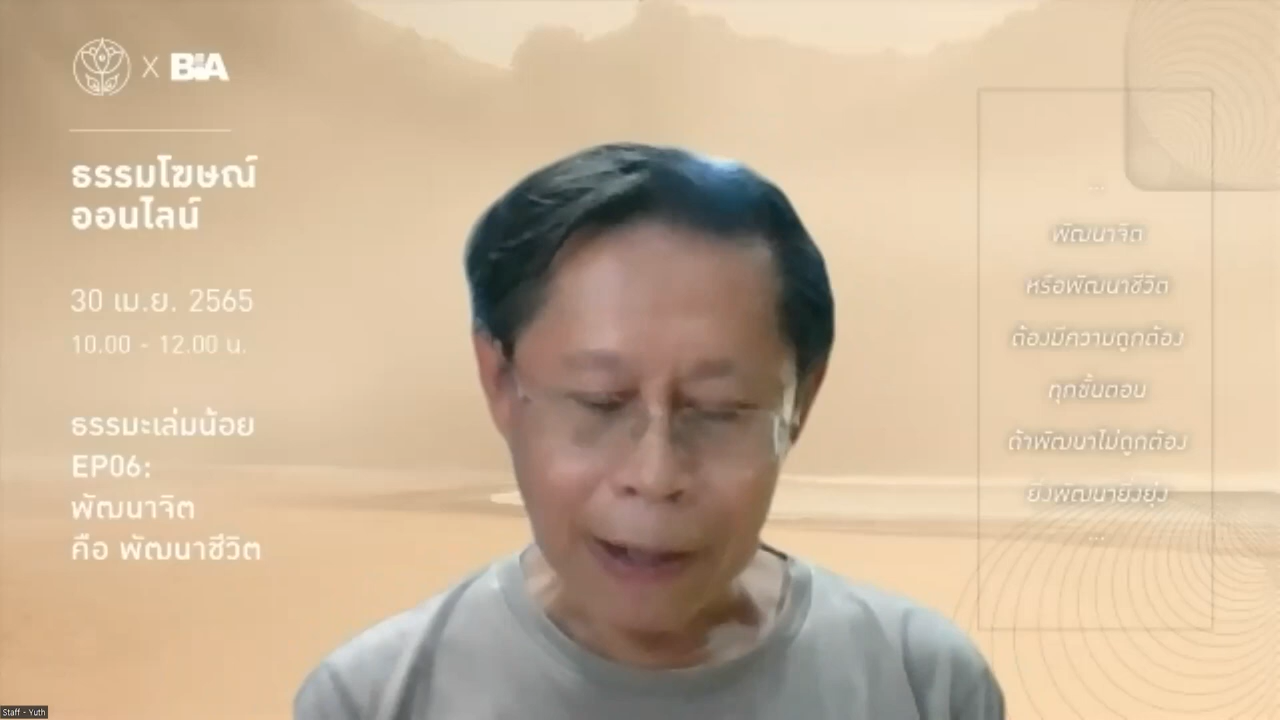 X BIA
ธรรมโฆษณ์
ออนไลน์
30 เม.ย. 2565
10.00 - 12.00 น.
ธรรมะเล่มน้อย
EP06:
พัฒนาจิต
คือ พัฒนาชีวิต
...
พัฒนาจิต
หรือพัฒนาชีวิต
ต้องมีความถูกต้อง
ทุกขั้นตอน
ถ้าพัฒนาไม่ถูกต้อง
ยิ่งพัฒนายิ่งยุ่ง
...
Staff - Yuth